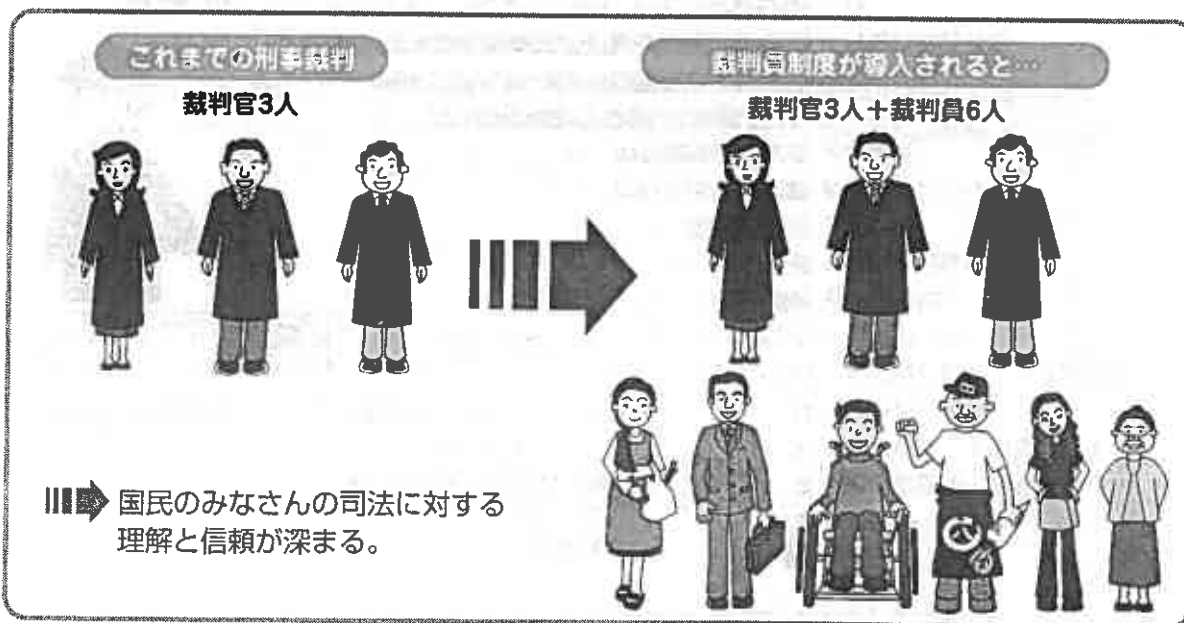 これまでの刑事裁判
裁判官3人
裁判員制度が導入されると…
裁判官3人＋裁判員6人
国民のみなさんの司法に対する
理解と信頼が深まる。